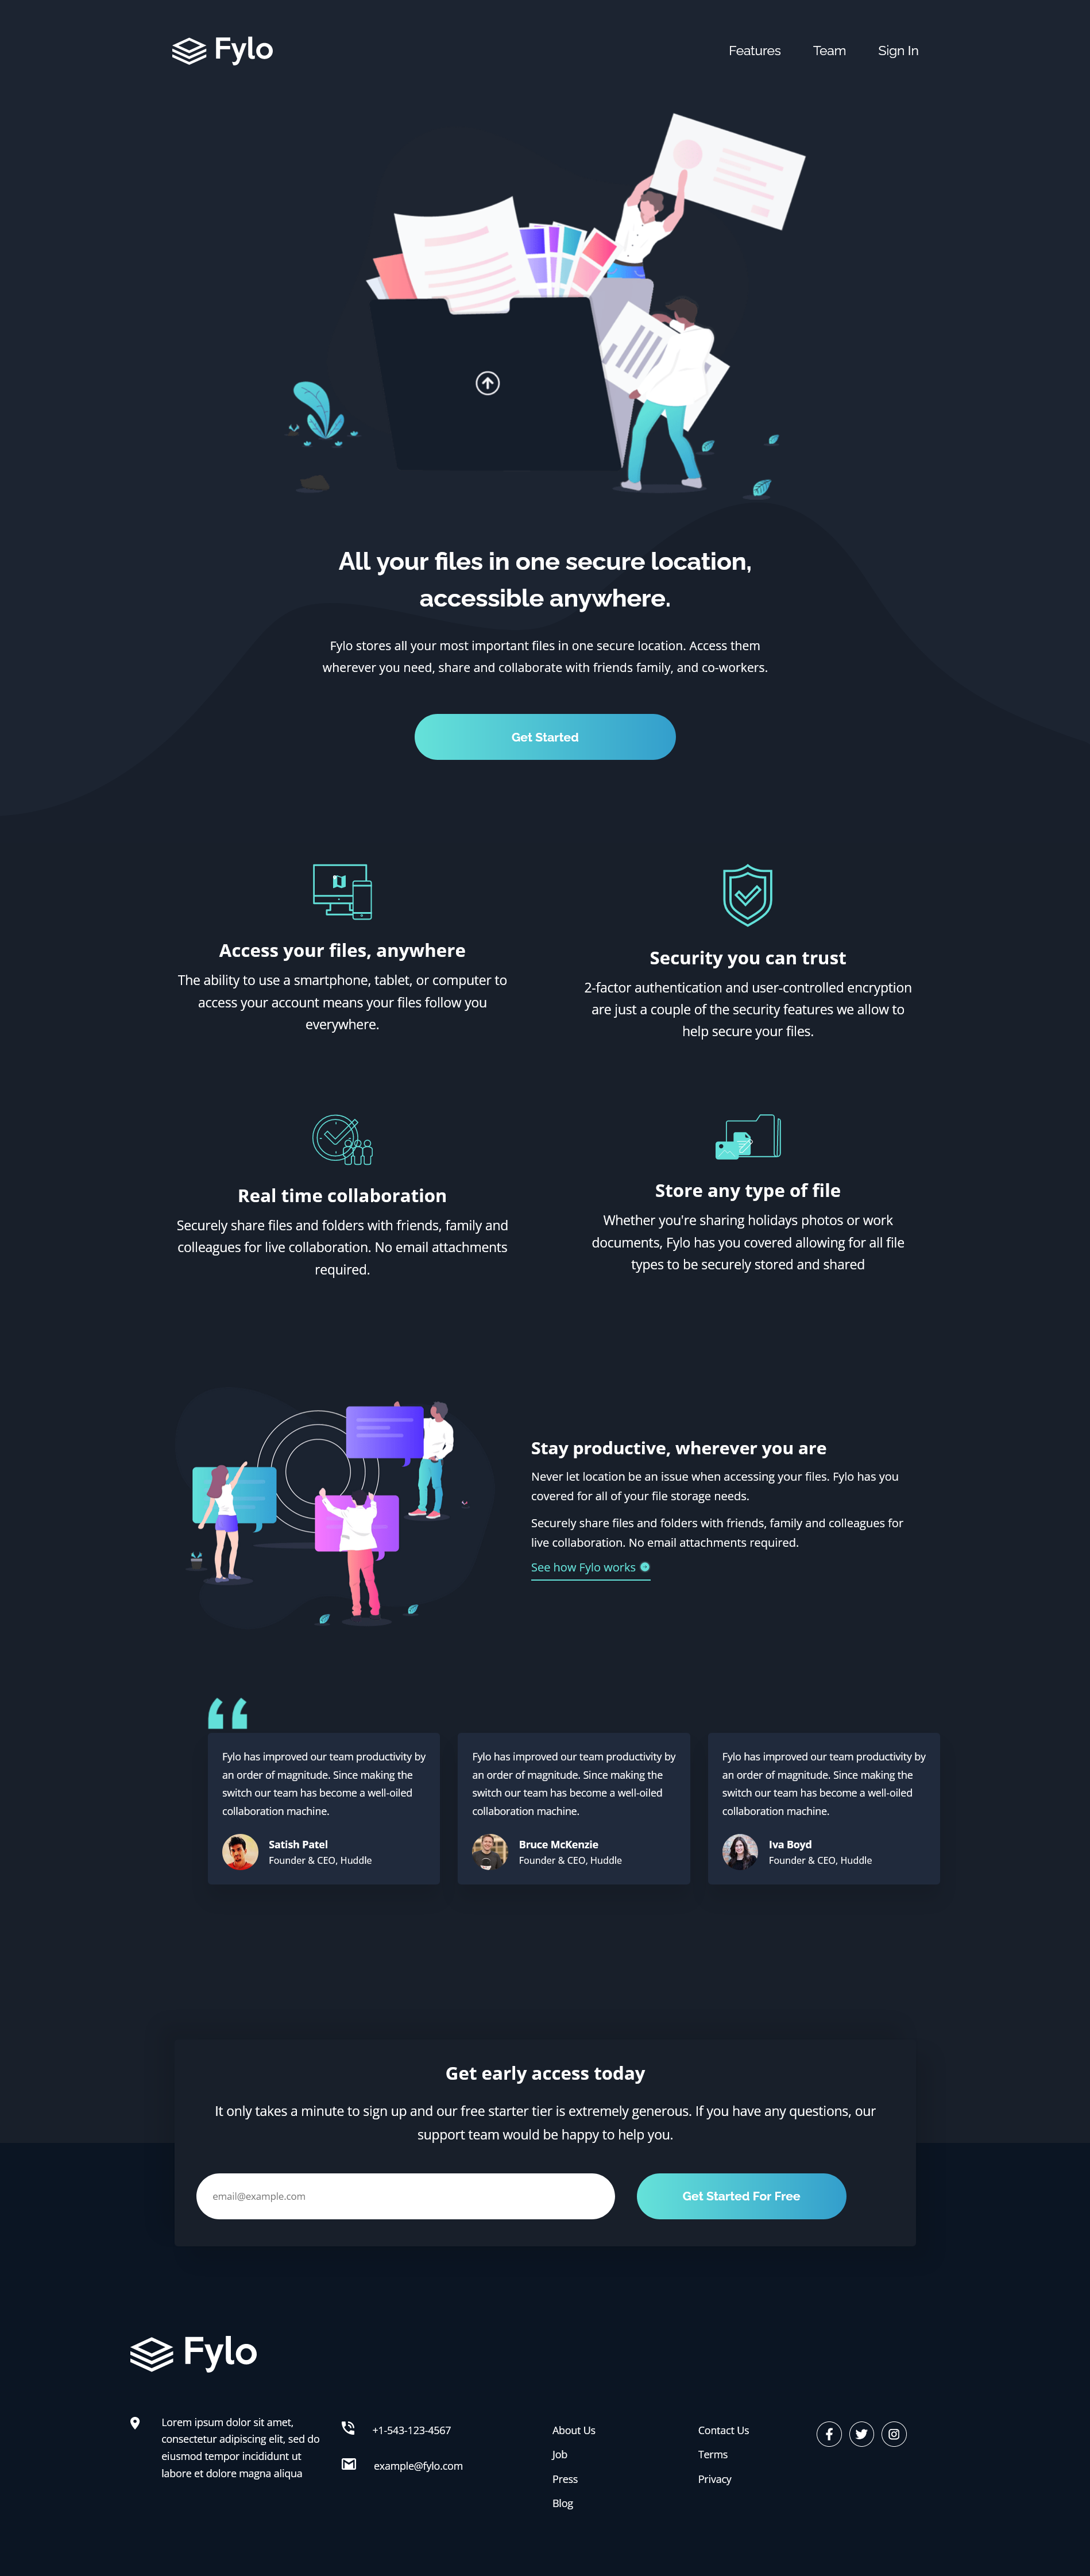 Fylo
Features Team Sign In
All your files in one secure location,
accessible anywhere.
Fylo stores all your most important files in one secure location. Access them
wherever you need, share and collaborate with friends family, and co-workers.
Get Started
Access your files, anywhere
The ability to use a smartphone, tablet, or computer to
access your account means your files follow you
everywhere.
Security you can trust
2-factor authentication and user-controlled encryption
are just a couple of the security features we allow to
help secure your files.
Real time collaboration
Securely share files and folders with friends, family and
colleagues for live collaboration. No email attachments
required.
Store any type of file
Whether you're sharing holidays photos or work
documents, Fylo has you covered allowing for all file
types to be securely stored and shared
Stay productive, wherever you are
Never let location be an issue when accessing your files. Fylo has you
covered for all of your file storage needs.
Securely share files and folders with friends, family and colleagues for
live collaboration. No email attachments required.
See how Fylo works
Fylo has improved our team productivity by
an order of magnitude. Since making the
switch our team has become a well-oiled
collaboration machine.
Satish Patel
Founder & CEO, Huddle
Fylo has improved our team productivity by
an order of magnitude. Since making the
switch our team has become a well-oiled
collaboration machine.
Bruce McKenzie
Founder & CEO, Huddle
Fylo has improved our team productivity by
an order of magnitude. Since making the
switch our team has become a well-oiled
collaboration machine.
Iva Boyd
Founder & CEO, Huddle
Get early access today
It only takes a minute to sign up and our free starter tier is extremely generous. If you have any questions, our
support team would be happy to help you.
email@example.com
Get Started For Free
Fylo
Lorem ipsum dolor sit amet,
consectetur adipiscing elit, sed do
eiusmod tempor incididunt ut
labore et dolore magna aliqua
+1-543-123-4567
example@fylo.com
About Us
Job
Press
Blog
Contact Us
Terms
Privacy